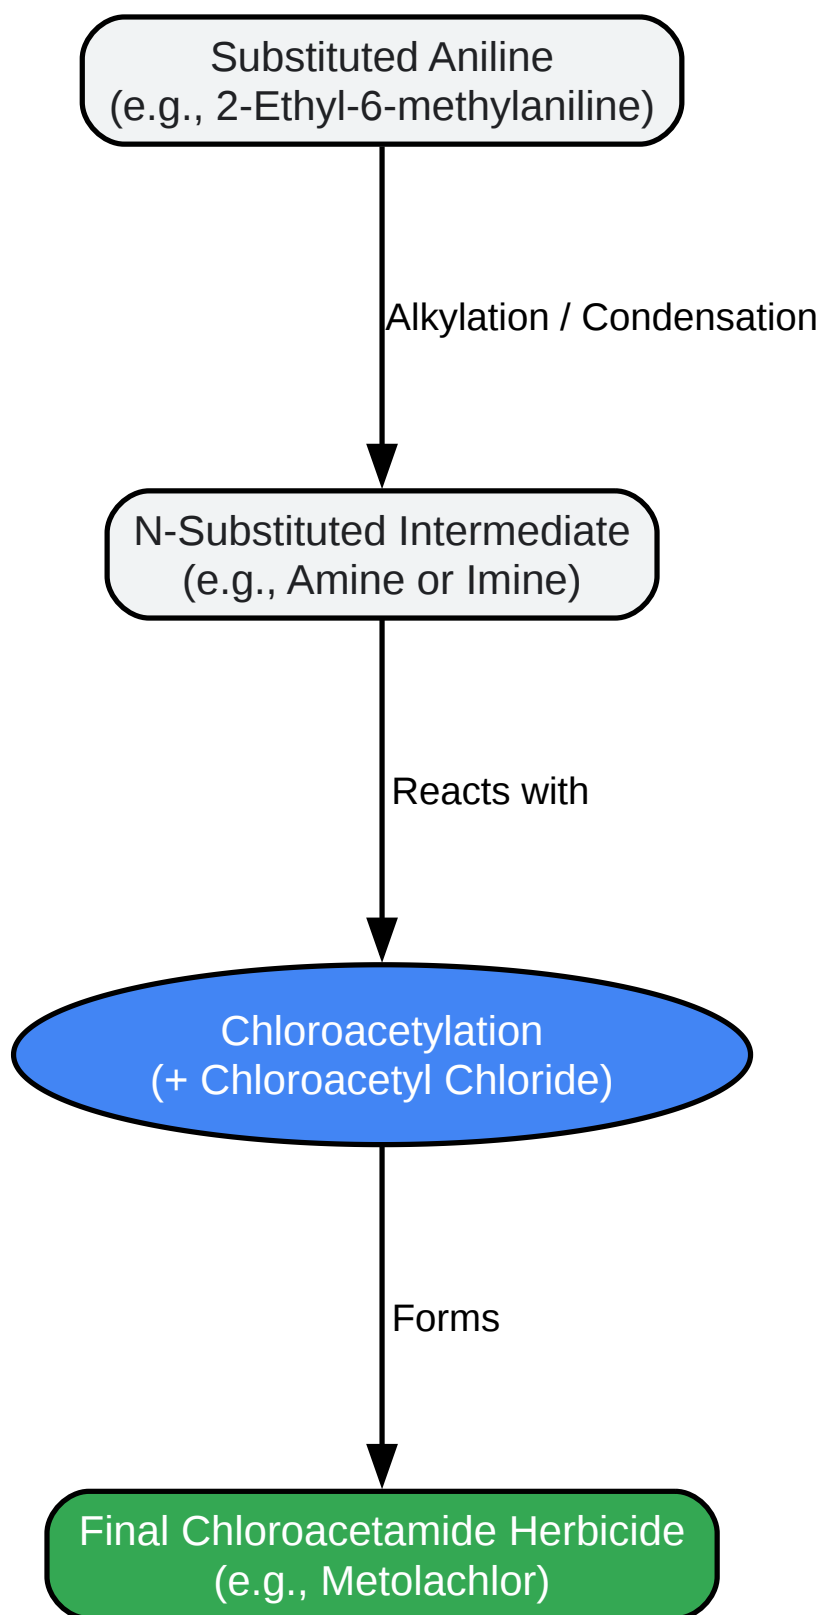 Substituted Aniline
(e.g., 2-Ethyl-6-methylaniline)
Alkylation / Condensation
N-Substituted Intermediate
(e.g., Amine or Imine)
Reacts with
Chloroacetylation
(+ Chloroacetyl Chloride)
Forms
Final Chloroacetamide Herbicide
(e.g., Metolachlor)